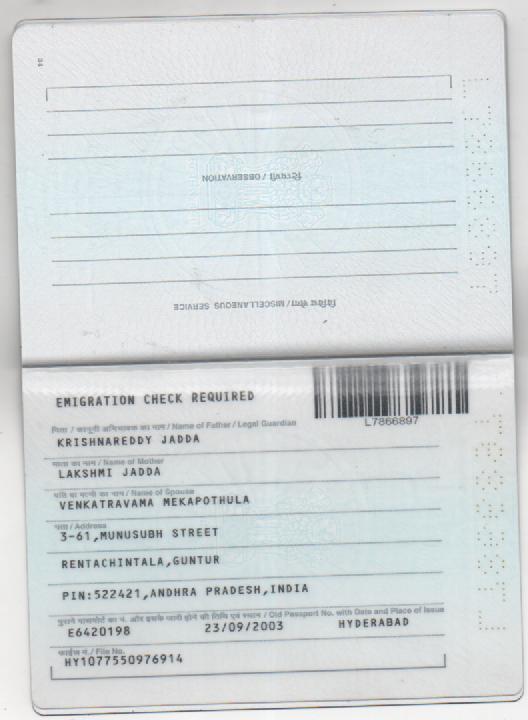 34
टिप्पणी / OBSERVATION
विविध सेवा / MISCELLANEOUS SERVICE
EMIGRATION CHECK REQUIRED
L7866897
पिता / कानूनी अभिभावक का नाम / Name of Father / Legal Guardian
KRISHNAREDDY JADDA
माता का नाम / Name of Mother
LAKSHMI JADDA
पति या पत्नी का नाम / Name of Spouse
VENKATRAVAMA MEKAPOTHULA
पता / Address
3-61,MUNUSUBH STREET
RENTACHINTALA,GUNTUR
PIN:522421,ANDHRA PRADESH,INDIA
पुराने पासपोर्ट का नं. और इसके जारी होने की तिथि एवं स्थान / Old Passport No. with Date and Place of Issue
E6420198 23/09/2003 HYDERABAD
फाईल नं./ File No.
HY1077550976914